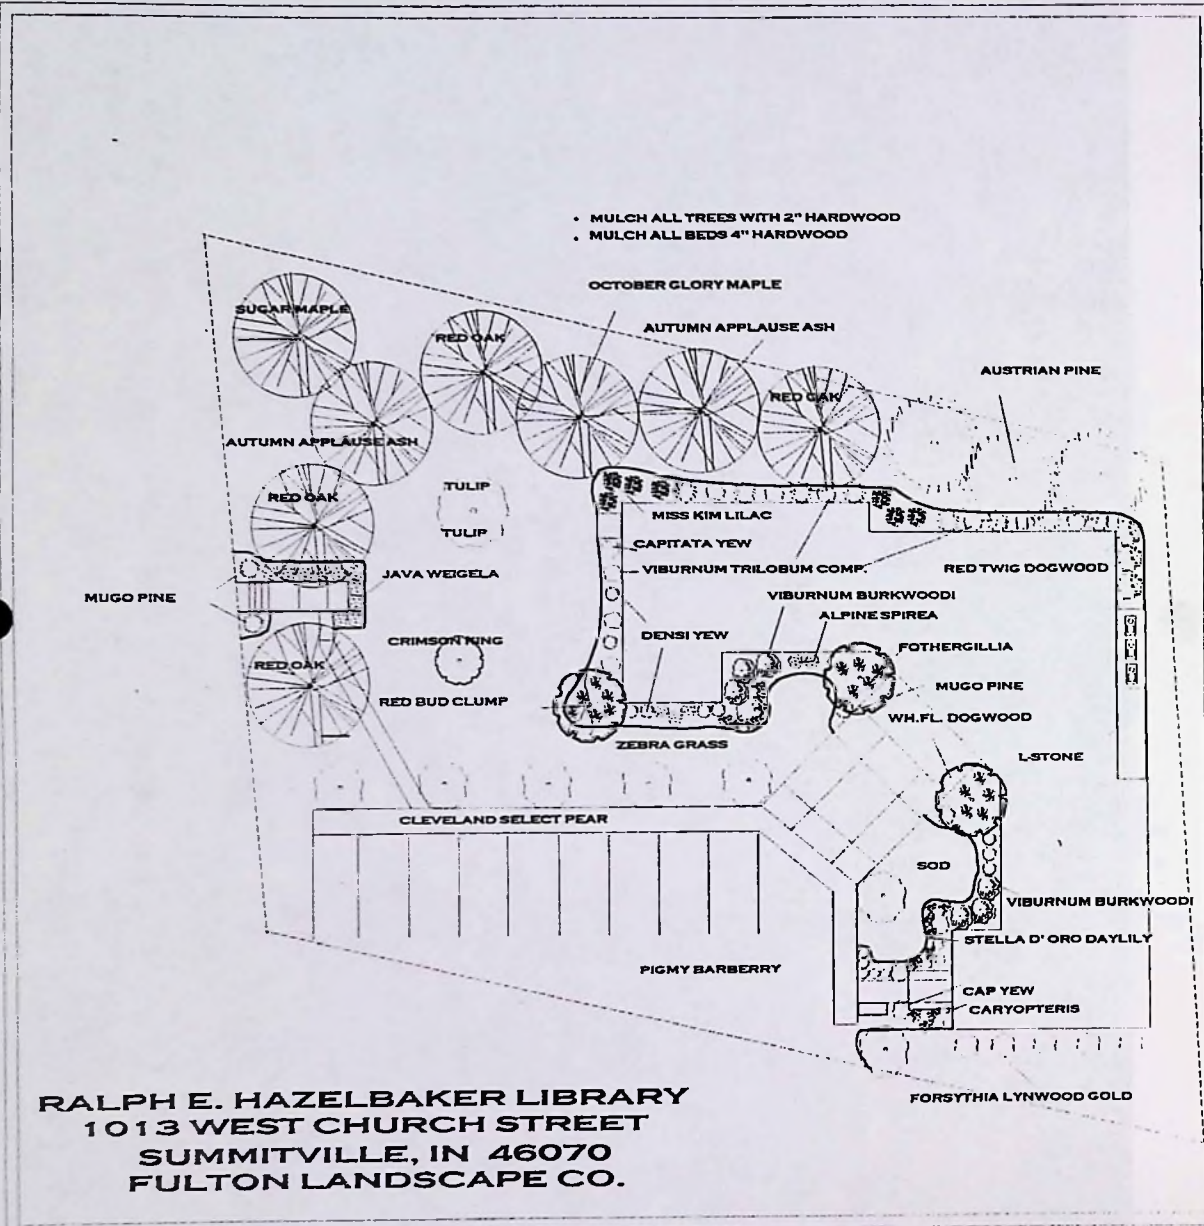 • MULCH ALL TREES WITH 2" HARDWOOD
• MULCH ALL BEDS 4" HARDWOOD
OCTOBER GLORY MAPLE
SUGAR MAPLE
AUTUMN APPLAUSE ASH
RED OAK
AUSTRIAN PINE
RED OAK
AUTUMN APPLAUSE ASH
TULIP
RED OAK
MISS KIM LILAC
TULIP
CAPITATA YEW
VIBURNUM TRILOBUM COMP.
RED TWIG DOGWOOD
JAVA WEIGELA
MUGO PINE
VIBURNUM BURKWOODI
ALPINE SPIREA
DENSI YEW
CRIMSON KING
FOTHERGILLIA
RED OAK
MUGO PINE
RED BUD CLUMP
WH.FL. DOGWOOD
ZEBRA GRASS
L-STONE
CLEVELAND SELECT PEAR
SOD
VIBURNUM BURKWOODI
STELLA D' ORO DAYLILY
PIGMY BARBERRY
CAP YEW
CARYOPTERIS
FORSYTHIA LYNWOOD GOLD
RALPH E. HAZELBAKER LIBRARY
1013 WEST CHURCH STREET
SUMMITVILLE, IN 46070
FULTON LANDSCAPE CO.